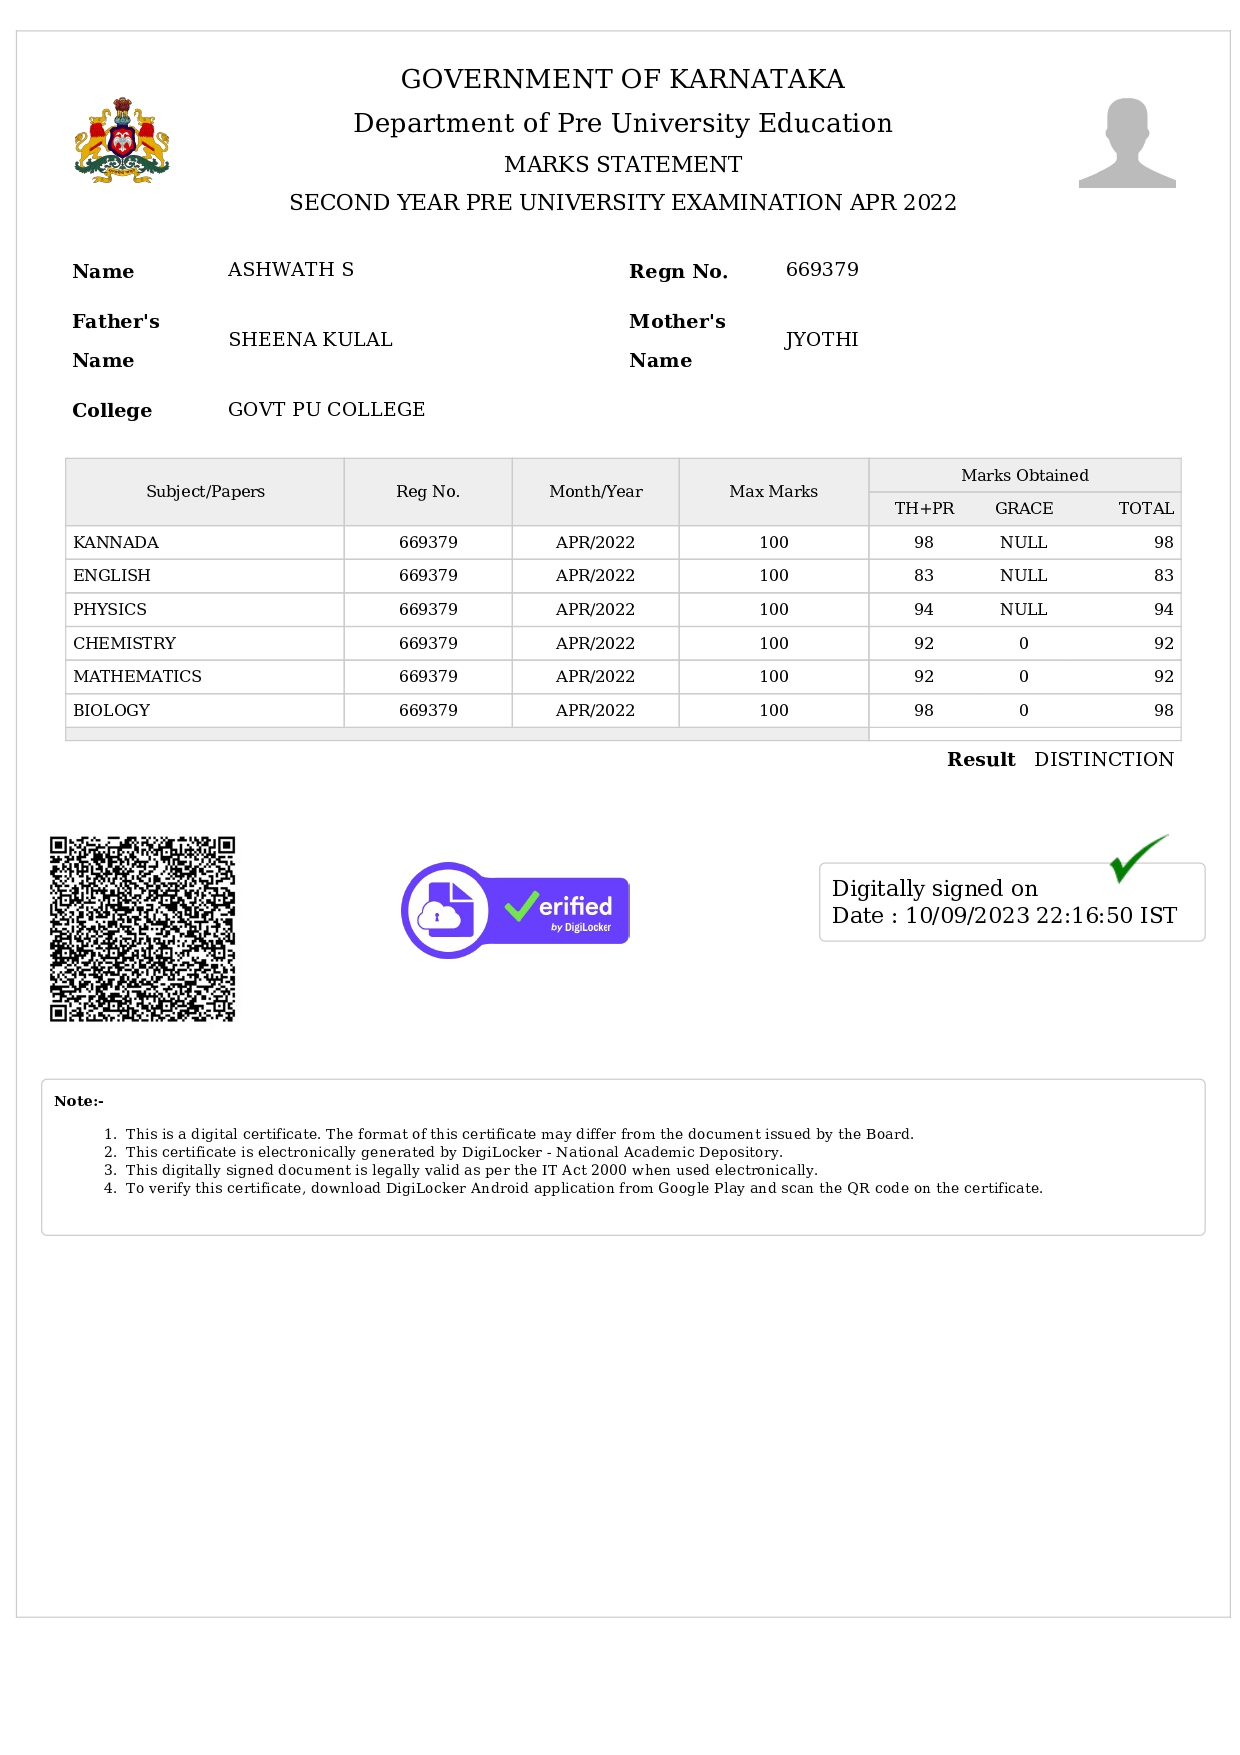 GOVERNMENT OF KARNATAKA
Department of Pre University Education
MARKS STATEMENT
SECOND YEAR PRE UNIVERSITY EXAMINATION APR 2022
Name ASHWATH S Regn No. 669379
Father's Name SHEENA KULAL Mother's Name JYOTHI
College GOVT PU COLLEGE
Subject/Papers Reg No. Month/Year Max Marks Marks Obtained
TH+PR GRACE TOTAL
KANNADA 669379 APR/2022 100 98 NULL 98
ENGLISH 669379 APR/2022 100 83 NULL 83
PHYSICS 669379 APR/2022 100 94 NULL 94
CHEMISTRY 669379 APR/2022 100 92 0 92
MATHEMATICS 669379 APR/2022 100 92 0 92
BIOLOGY 669379 APR/2022 100 98 0 98
Result DISTINCTION
erified
by DigiLocker
Digitally signed on
Date : 10/09/2023 22:16:50 IST
Note:-
1. This is a digital certificate. The format of this certificate may differ from the document issued by the Board.
2. This certificate is electronically generated by DigiLocker - National Academic Depository.
3. This digitally signed document is legally valid as per the IT Act 2000 when used electronically.
4. To verify this certificate, download DigiLocker Android application from Google Play and scan the QR code on the certificate.